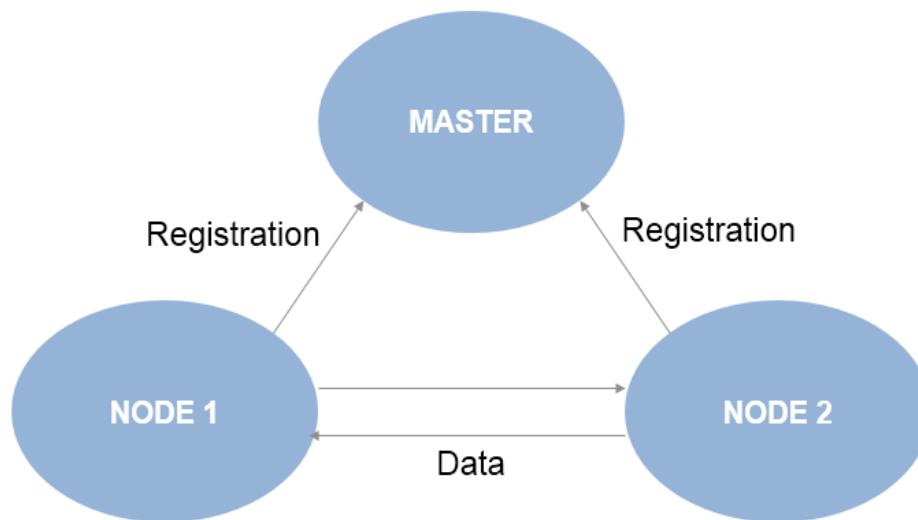 MASTER
Registration
Registration
NODE 1
NODE 2
Data